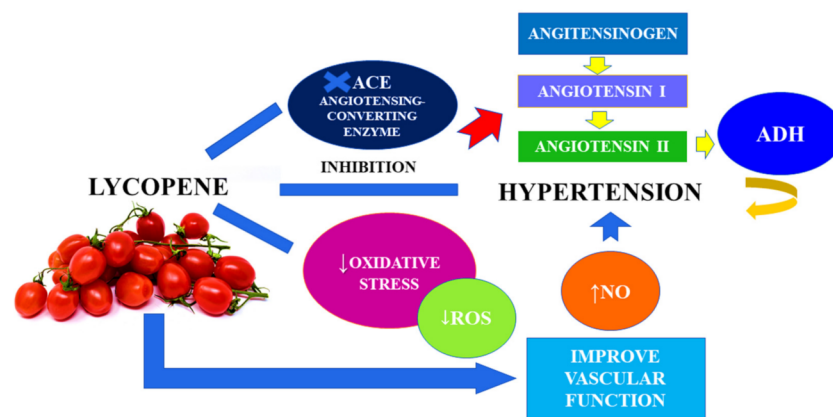 ANGITENSINOGEN
ACE
ANGIOTENSING-
CONVERTING
ENZYME
ANGIOTENSIN I
ANGIOTENSIN II
ADH
INHIBITION
LYCOPENE
HYPERTENSION
↓OXIDATIVE
STRESS
↓ROS
↑NO
IMPROVE
VASCULAR
FUNCTION